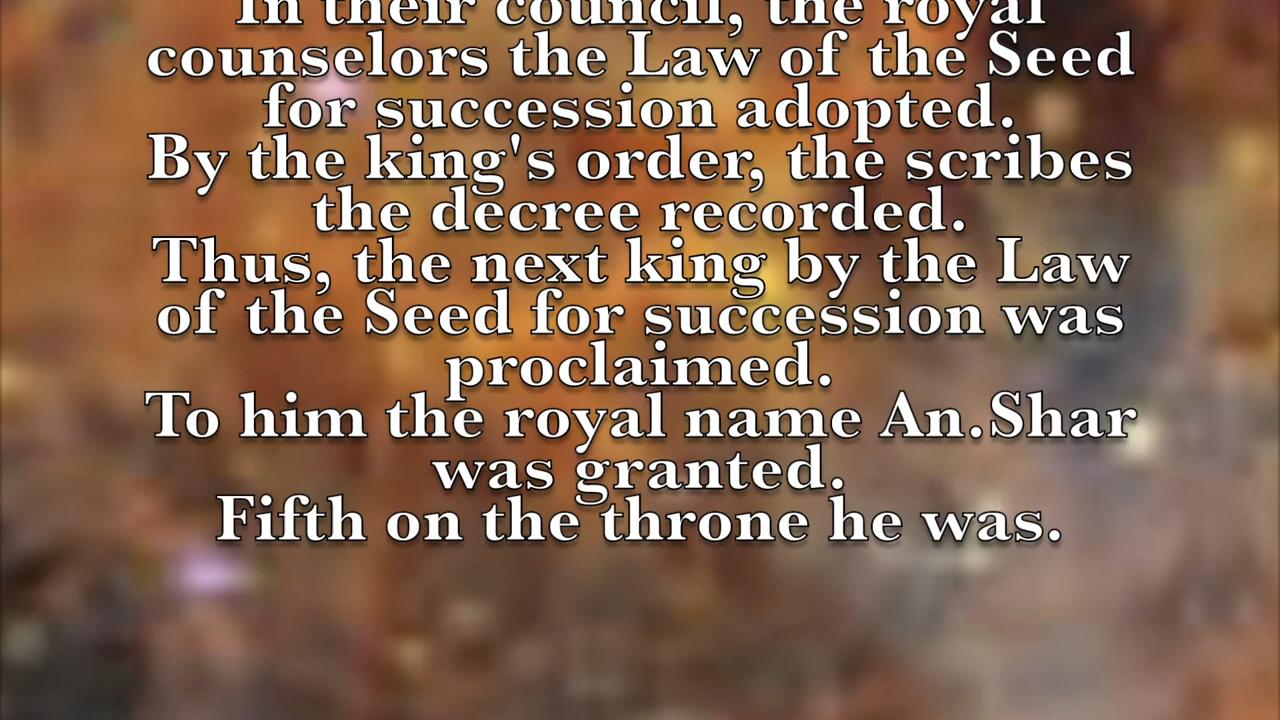 In their council, the royal
counselors the Law of the Seed
for succession adopted.
By the king's order, the scribes
the decree recorded.
Thus, the next king by the Law
of the Seed for succession was
proclaimed.
To him the royal name An.Shar
was granted.
Fifth on the throne he was.